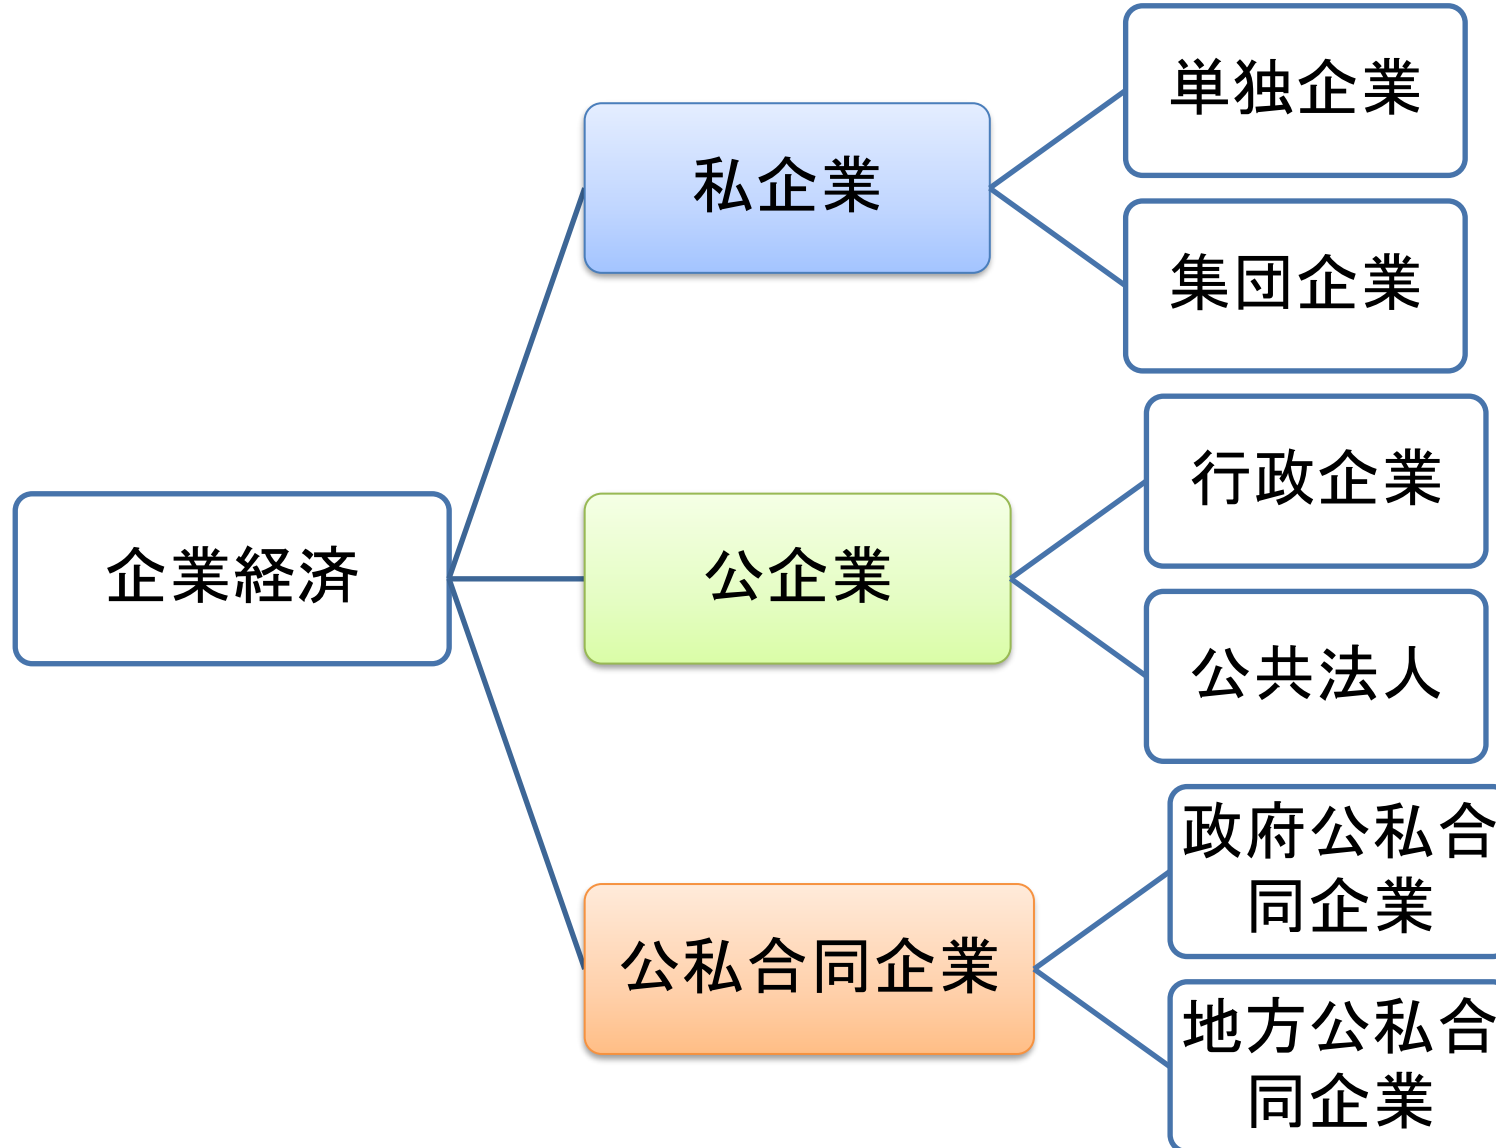 企業経済
私企業
単独企業
集団企業
公企業
行政企業
公共法人
公私合同企業
政府公私合
同企業
地方公私合
同企業